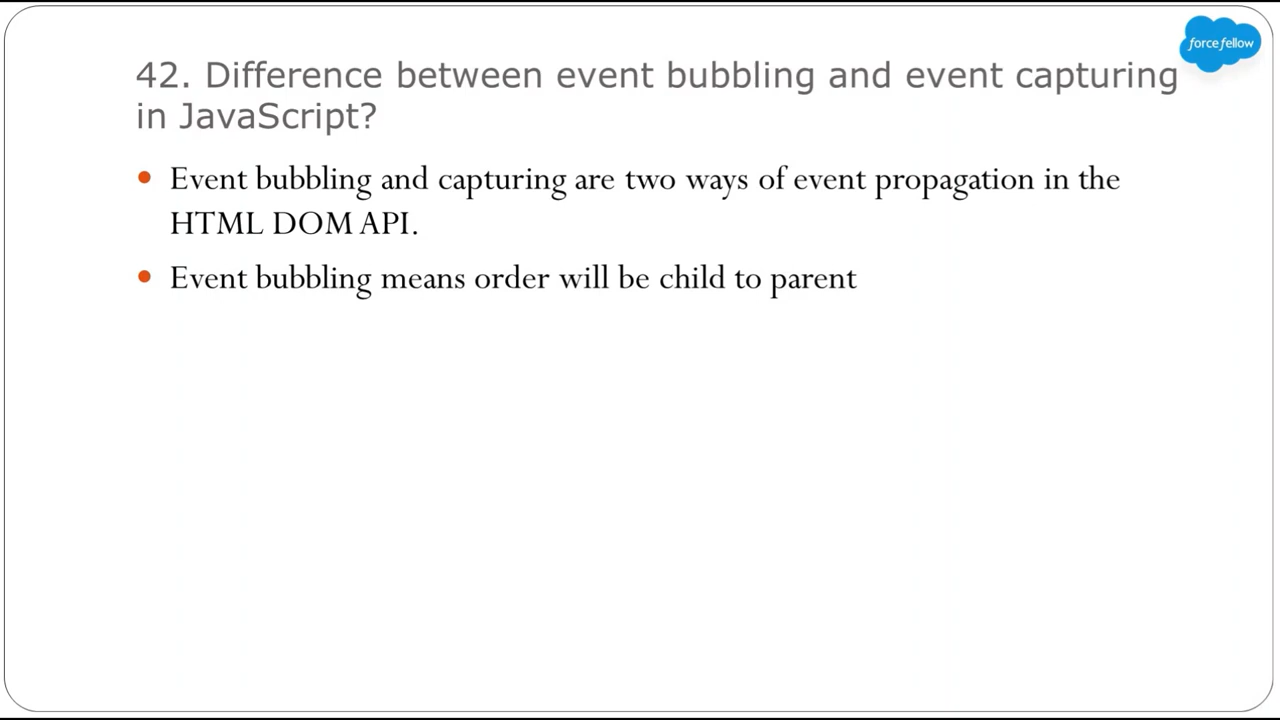 force fellow
42. Difference between event bubbling and event capturing
in JavaScript?
Event bubbling and capturing are two ways of event propagation in the
HTML DOM API.
Event bubbling means order will be child to parent